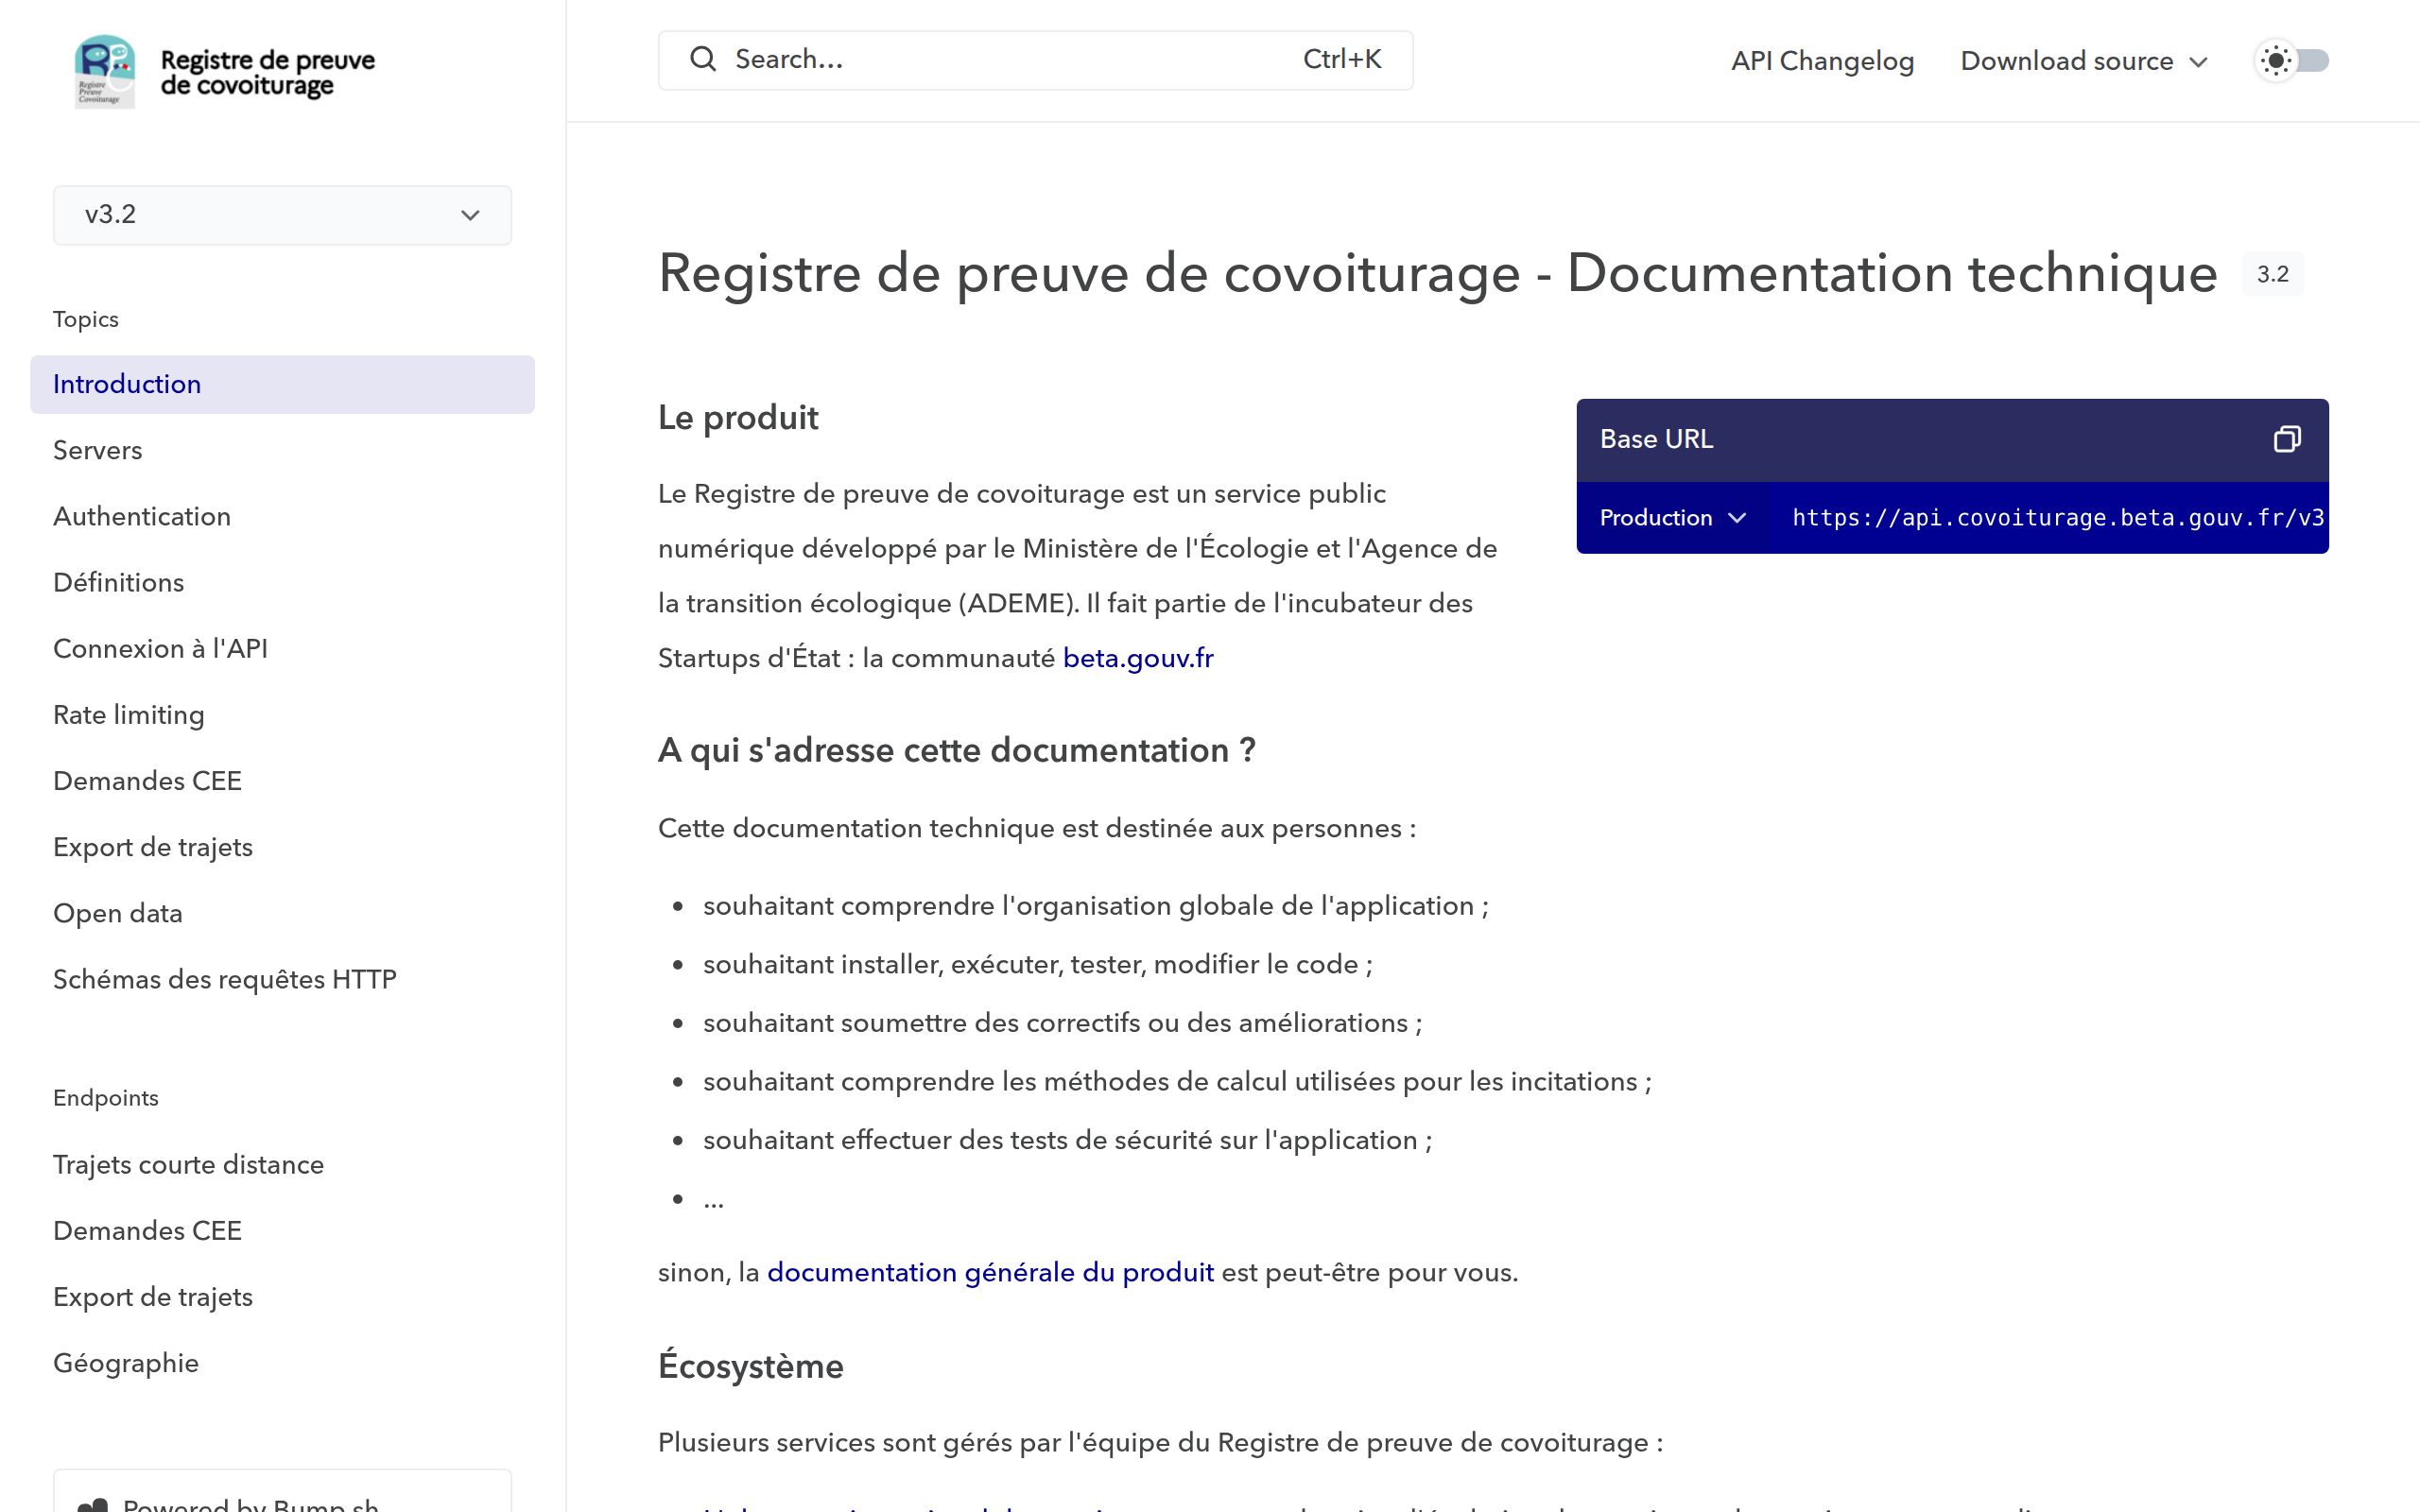 Registre de preuve
de covoiturage
Registre
Preuve
Covoiturage
v3.2
Topics
Introduction
Servers
Authentication
Définitions
Connexion à l'API
Rate limiting
Demandes CEE
Export de trajets
Open data
Schémas des requêtes HTTP
Endpoints
Trajets courte distance
Demandes CEE
Export de trajets
Géographie
Powered by Bump.sh
Search...
Ctrl+K
API Changelog
Download source
Registre de preuve de covoiturage - Documentation technique 3.2
Le produit
Le Registre de preuve de covoiturage est un service public
numérique développé par le Ministère de l'Écologie et l'Agence de
la transition écologique (ADEME). Il fait partie de l'incubateur des
Startups d'État : la communauté beta.gouv.fr
Base URL
Production https://api.covoiturage.beta.gouv.fr/v3
A qui s'adresse cette documentation ?
Cette documentation technique est destinée aux personnes :
• souhaitant comprendre l'organisation globale de l'application ;
• souhaitant installer, exécuter, tester, modifier le code ;
• souhaitant soumettre des correctifs ou des améliorations ;
• souhaitant comprendre les méthodes de calcul utilisées pour les incitations ;
• souhaitant effectuer des tests de sécurité sur l'application ;
• ...
sinon, la documentation générale du produit est peut-être pour vous.
Écosystème
Plusieurs services sont gérés par l'équipe du Registre de preuve de covoiturage :